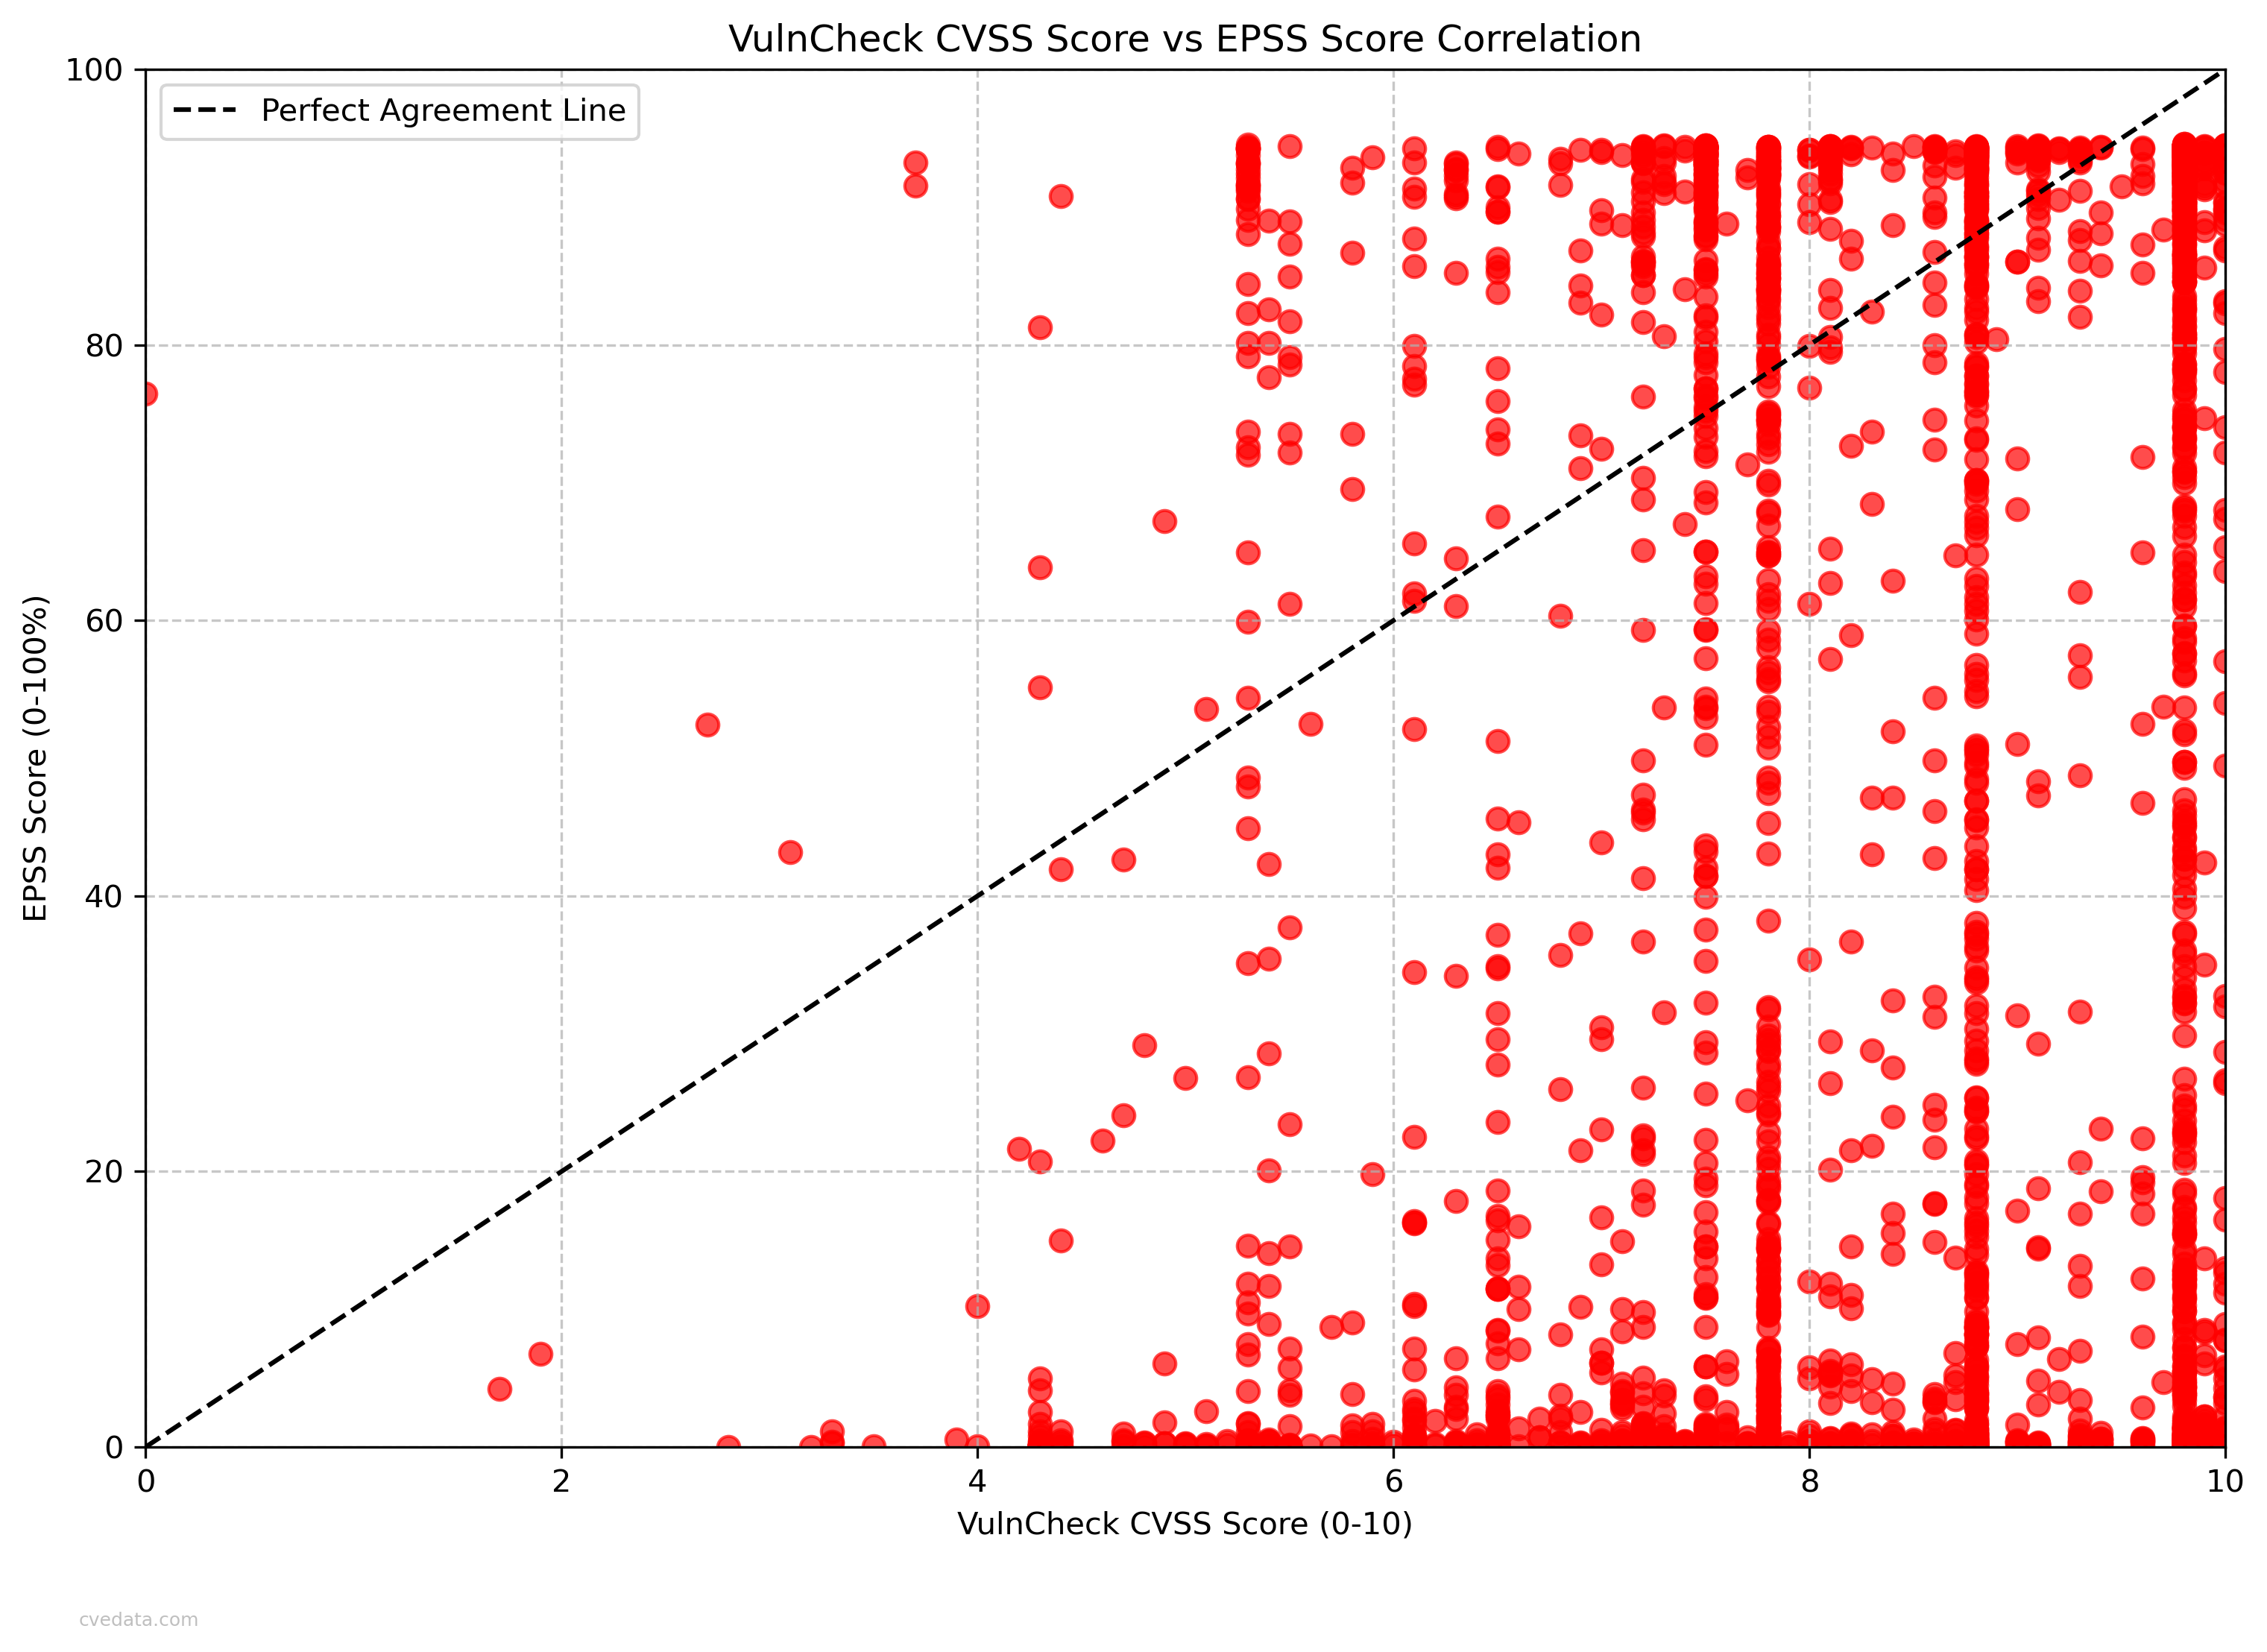 VulnCheck CVSS Score vs EPSS Score Correlation
Perfect Agreement Line
EPSS Score (0-100%)
100
80
60
40
20
0
0 2 4 6 8 10
VulnCheck CVSS Score (0-10)
cvedata.com